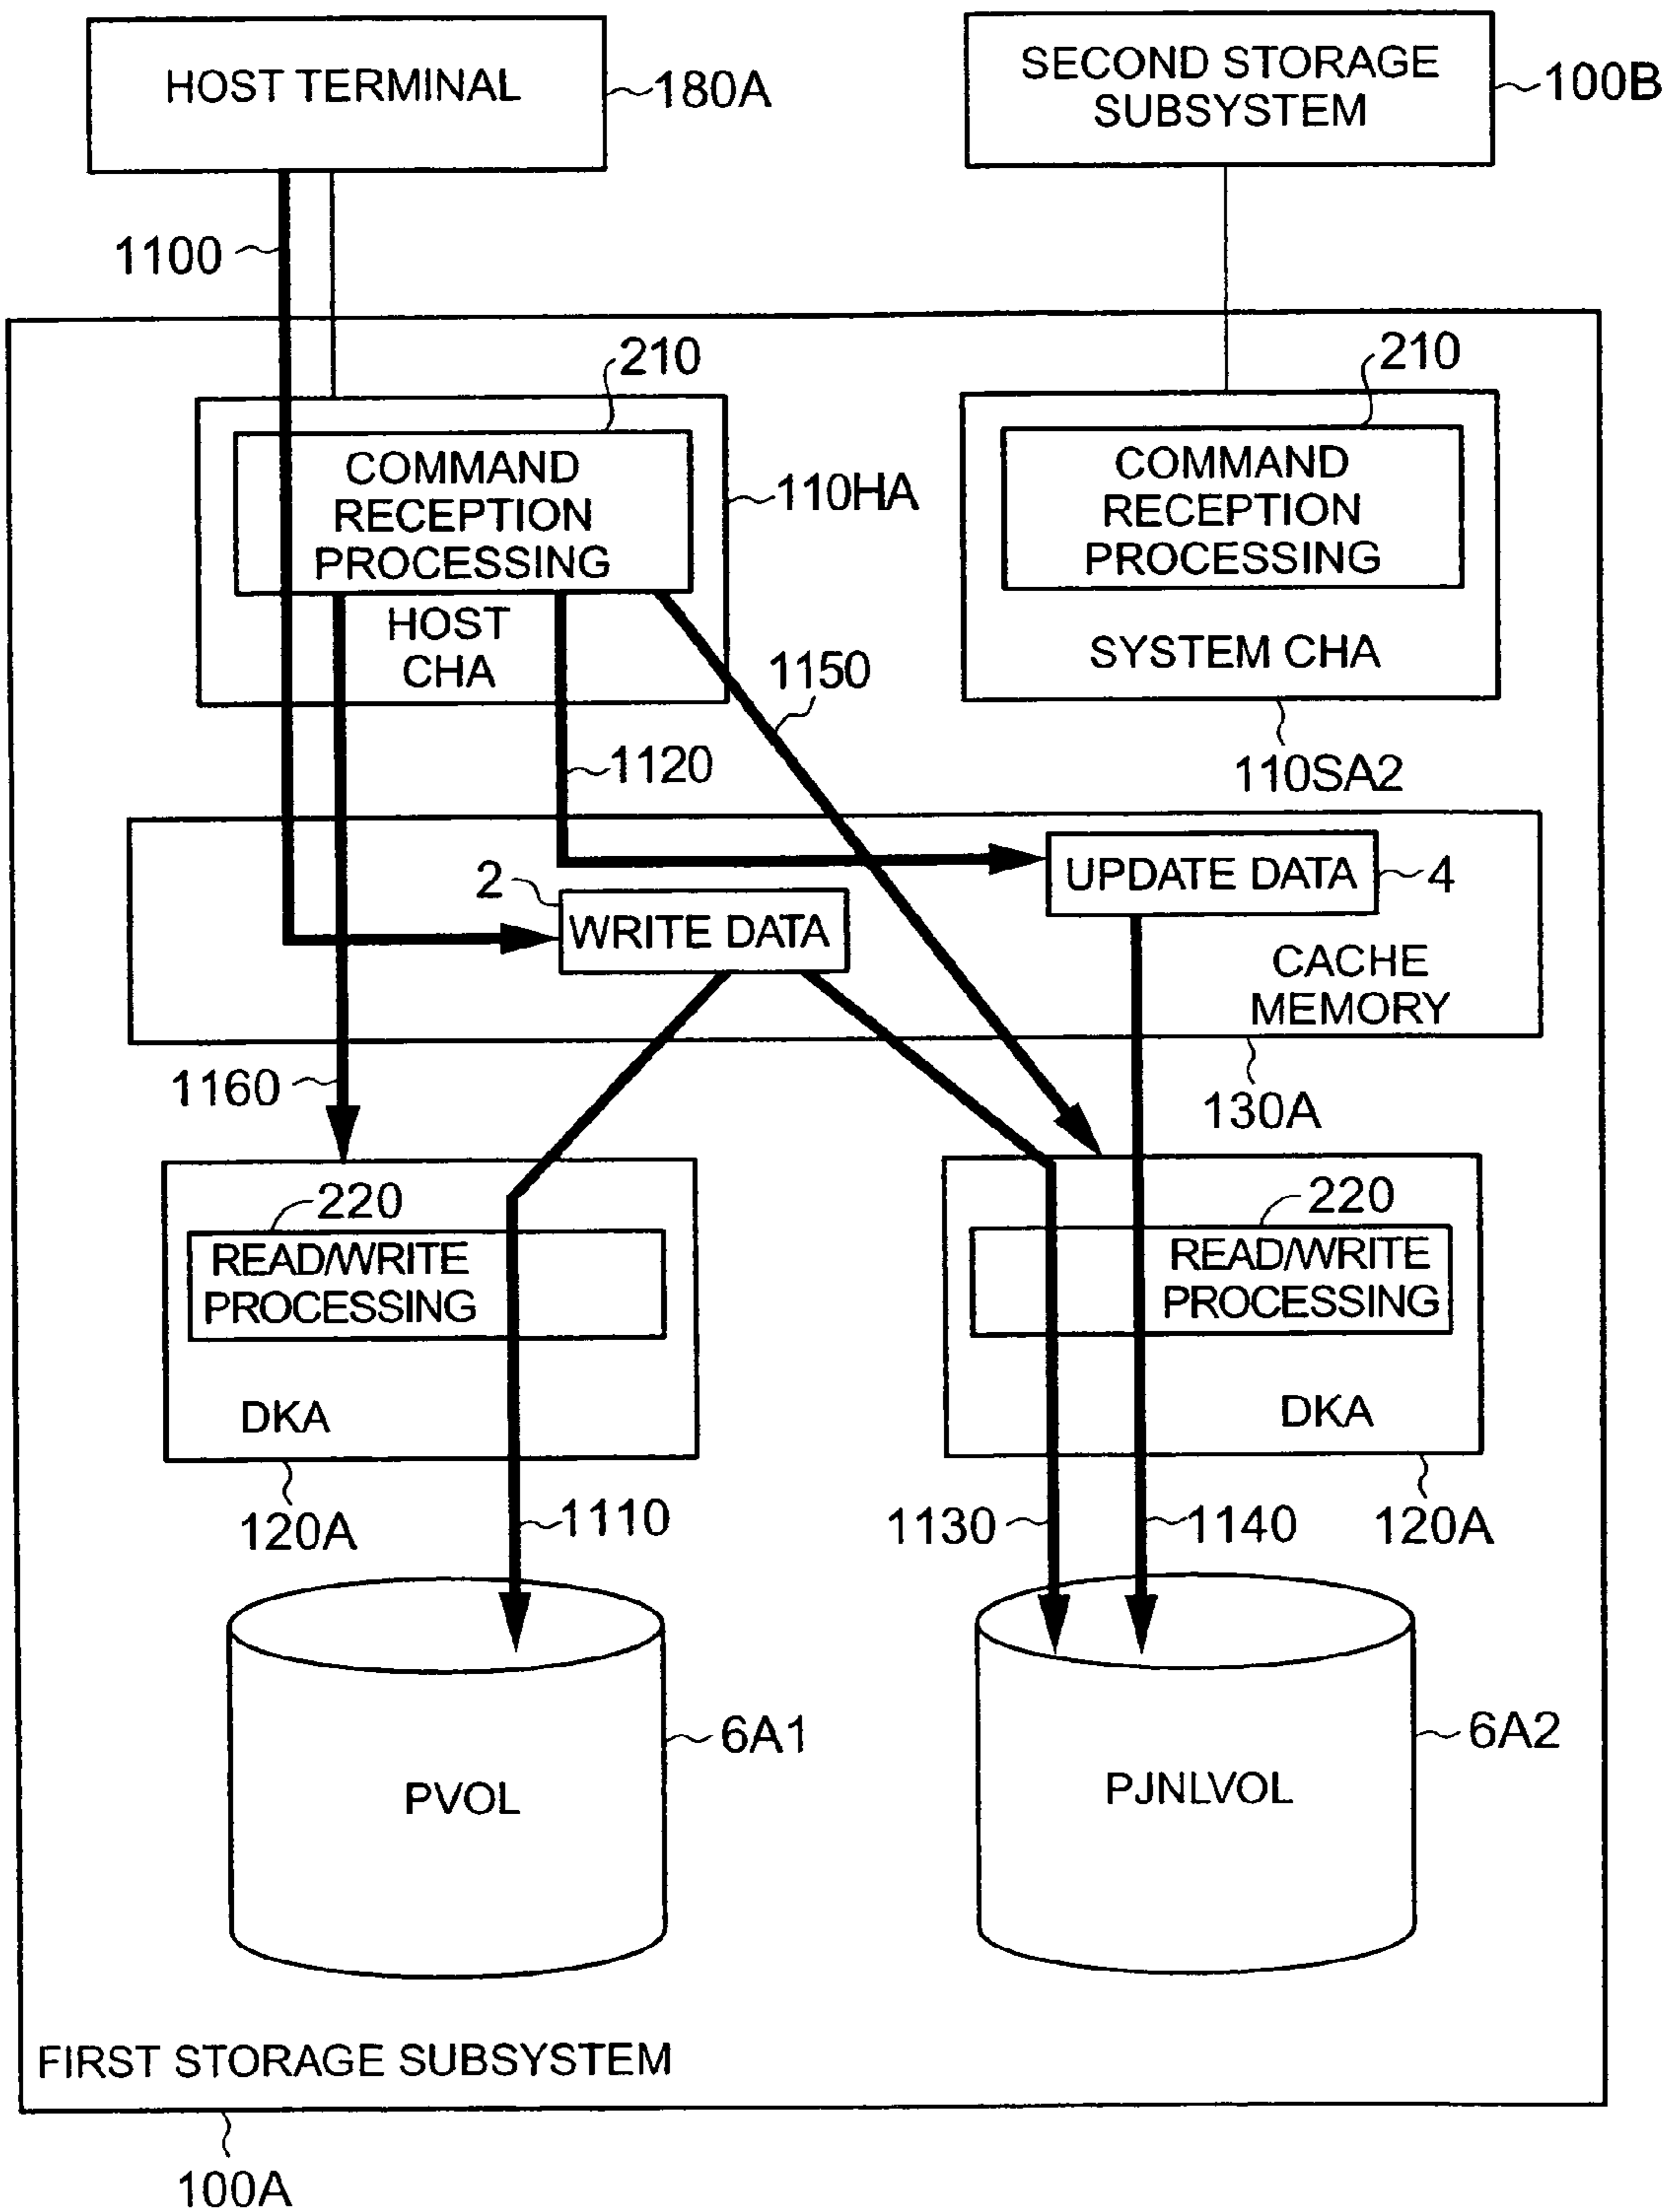 HOST TERMINAL
180A
SECOND STORAGE
SUBSYSTEM
100B
1100
210
COMMAND
RECEPTION
PROCESSING
HOST
CHA
110HA
210
COMMAND
RECEPTION
PROCESSING
SYSTEM CHA
110SA2
1150
1120
2
WRITE DATA
UPDATE DATA
4
CACHE
MEMORY
130A
1160
220
READ/WRITE
PROCESSING
DKA
120A
220
READ/WRITE
PROCESSING
DKA
120A
1110
1130
1140
PVOL
6A1
PJNLVOL
6A2
FIRST STORAGE SUBSYSTEM
100A